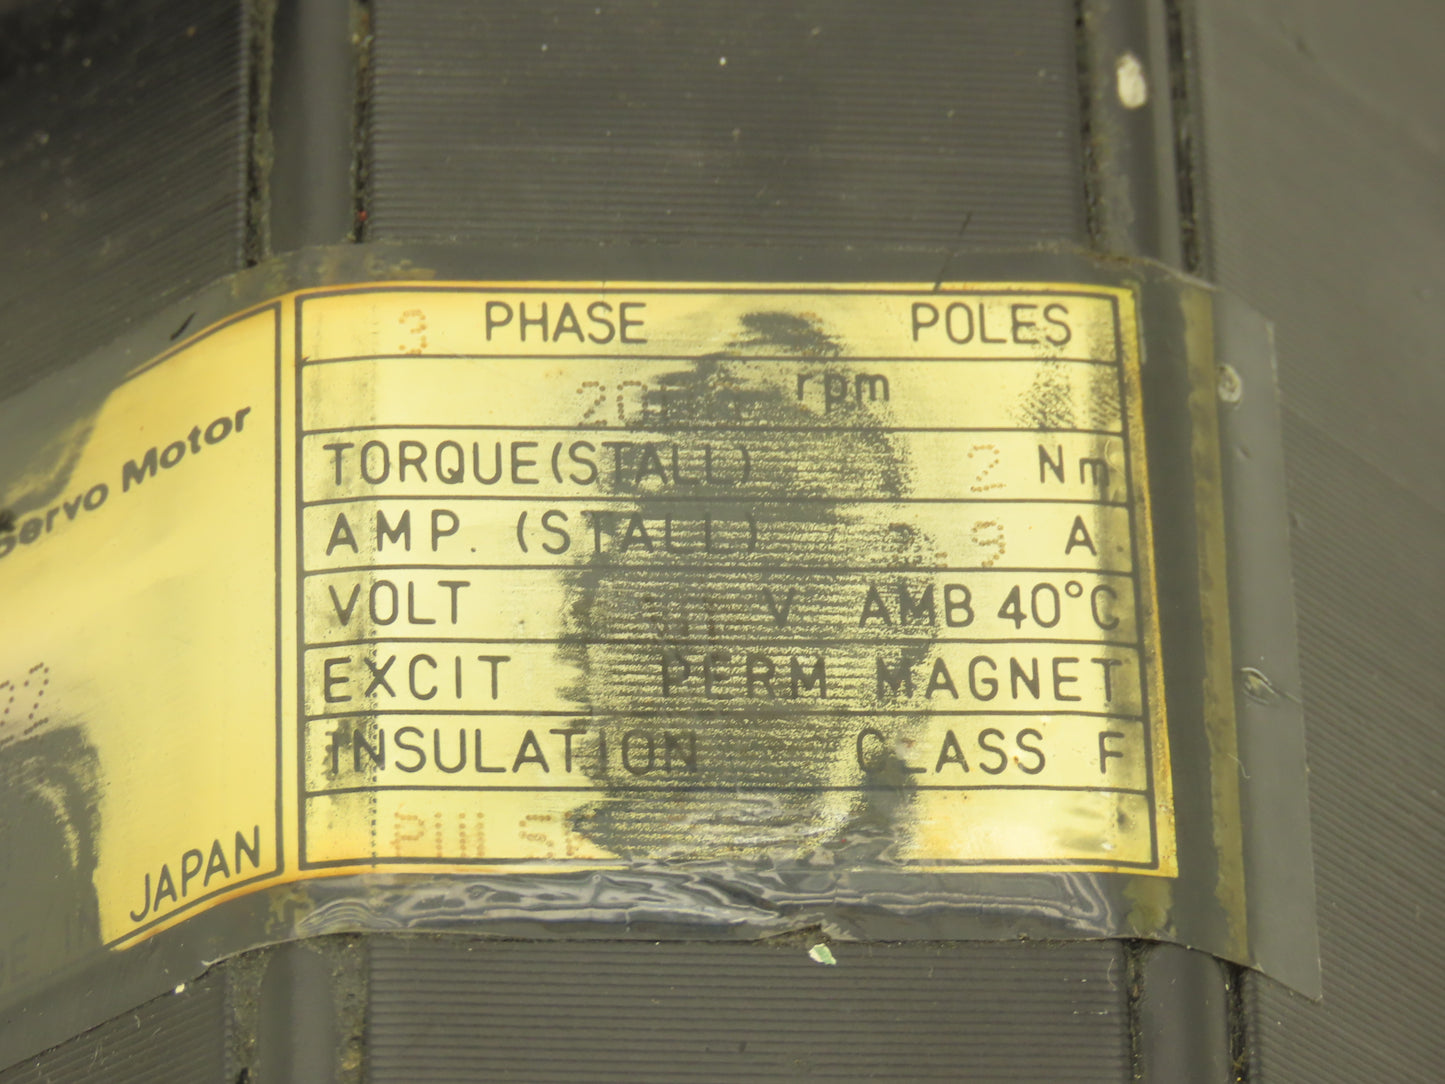 Servo Motor
JAPAN
3 PHASE POLES
rpm
TORQUE(STALL) 2 Nm
AMP. (STALL) .9 A.
VOLT V AMB 40°C
EXCIT PERM MAGNET
INSULATION CLASS F